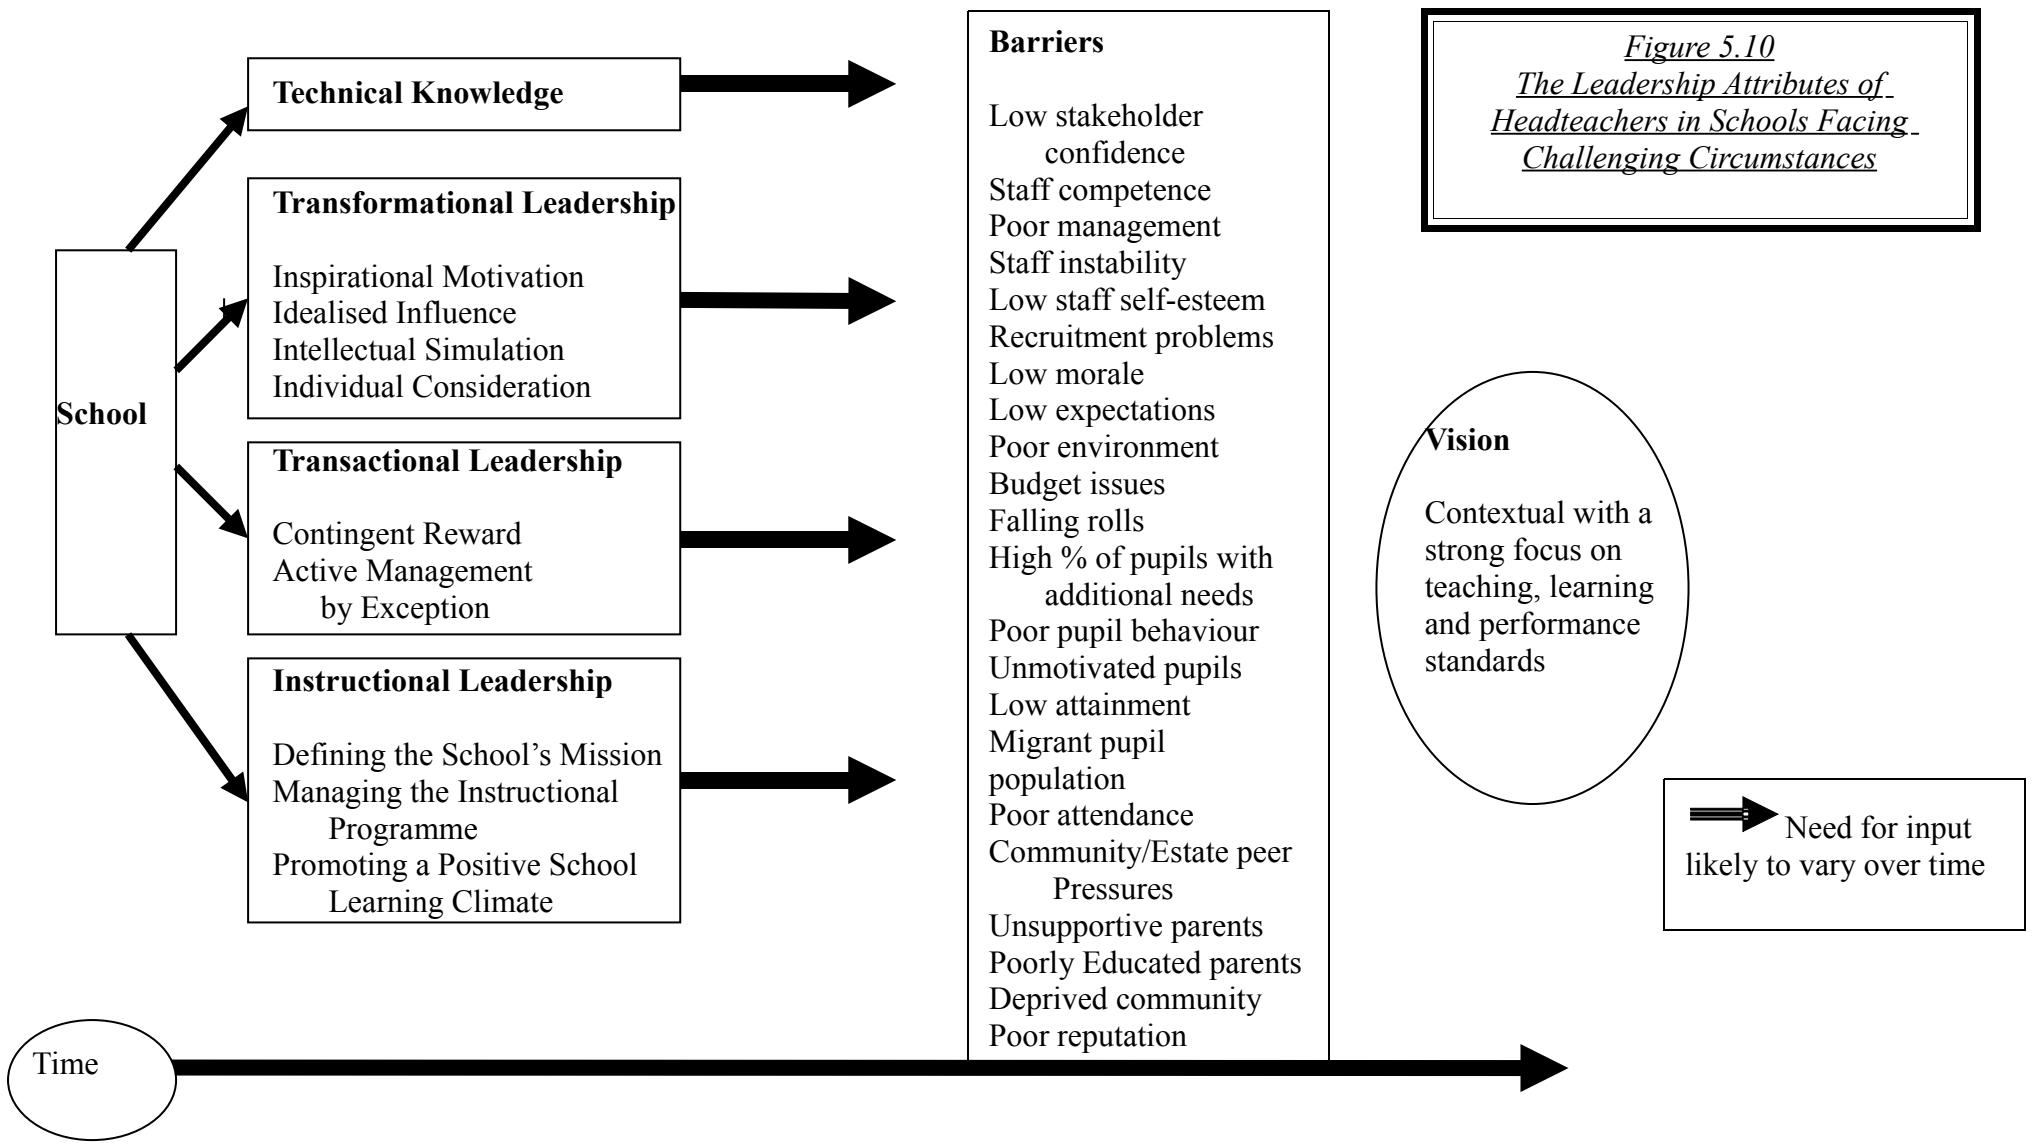 Figure 5.10
The Leadership Attributes of
Headteachers in Schools Facing
Challenging Circumstances
School
Technical Knowledge
Transformational Leadership
Inspirational Motivation
Idealised Influence
Intellectual Simulation
Individual Consideration
Transactional Leadership
Contingent Reward
Active Management
by Exception
Instructional Leadership
Defining the School’s Mission
Managing the Instructional
Programme
Promoting a Positive School
Learning Climate
Barriers
Low stakeholder
confidence
Staff competence
Poor management
Staff instability
Low staff self-esteem
Recruitment problems
Low morale
Low expectations
Poor environment
Budget issues
Falling rolls
High % of pupils with
additional needs
Poor pupil behaviour
Unmotivated pupils
Low attainment
Migrant pupil
population
Poor attendance
Community/Estate peer
Pressures
Unsupportive parents
Poorly Educated parents
Deprived community
Poor reputation
Vision
Contextual with a
strong focus on
teaching, learning
and performance
standards
Need for input
likely to vary over time
Time